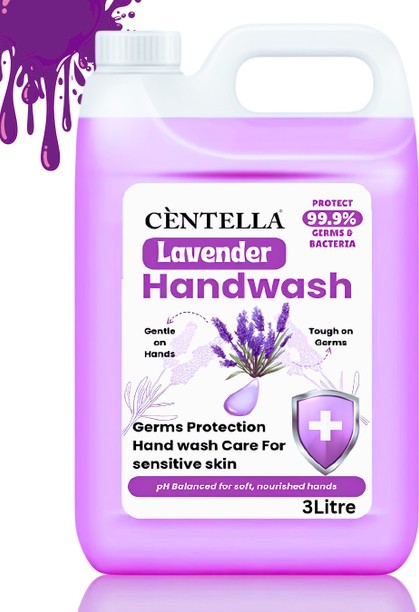 CÈNTELLA®
PROTECT
99.9%
GERMS &
BACTERIA
Lavender
Handwash
Gentle
on
Hands
Tough on
Germs
Germs Protection
Hand wash Care For
sensitive skin
pH Balanced for soft, nourished hands
3Litre